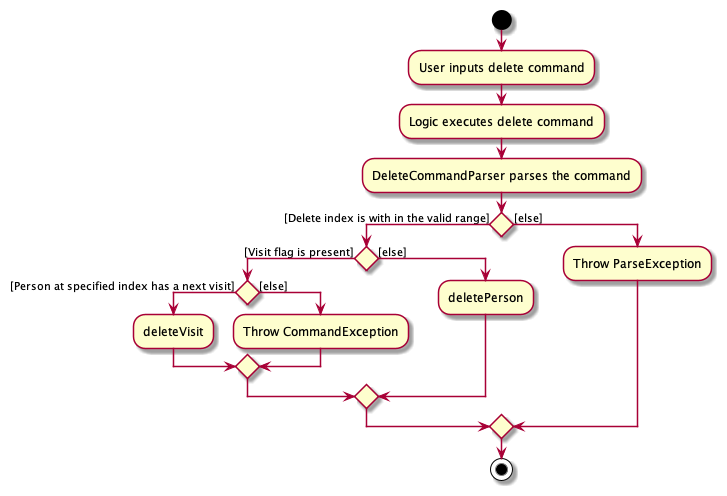 User inputs delete command
Logic executes delete command
DeleteCommandParser parses the command
[Delete index is with in the valid range]
[else]
[Visit flag is present]
[else]
Throw ParseException
[Person at specified index has a next visit]
[else]
deletePerson
deleteVisit
Throw CommandException